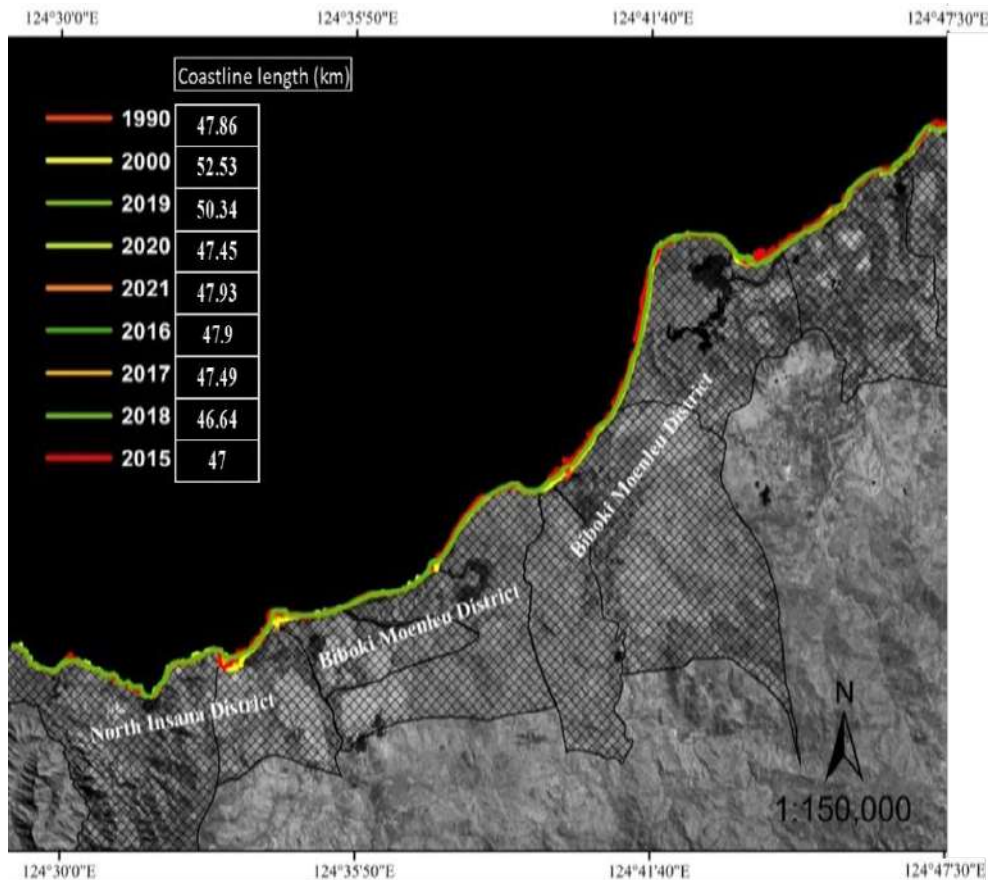 124°30'0"E 124°35'50"E 124°41'40"E 124°47'30"E
Coastline length (km)
1990 47.86
2000 52.53
2019 50.34
2020 47.45
2021 47.93
2016 47.9
2017 47.49
2018 46.64
2015 47
Biboki Moenleu District
Biboki Moenleu District
North Insana District
N
1:150,000
124°30'0"E 124°35'50"E 124°41'40"E 124°47'30"E